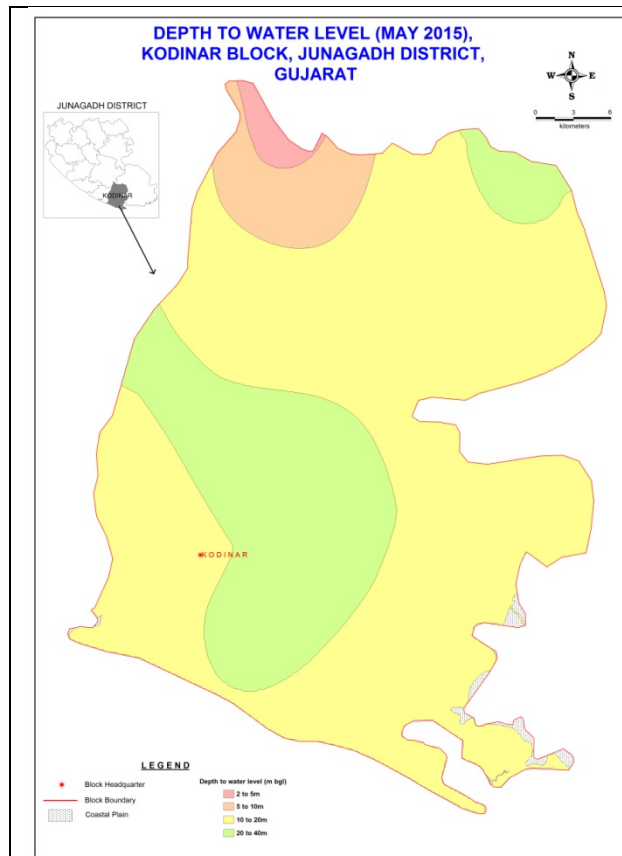 DEPTH TO WATER LEVEL (MAY 2015),
KODINAR BLOCK, JUNAGADH DISTRICT,
GUJARAT
N
W E
S
0 3 6
kilometers
JUNAGADH DISTRICT
KODINAR
KODINAR
LEGEND
Block Headquarter
Block Boundary
Coastal Plain
Depth to water level (m bgl)
2 to 5m
5 to 10m
10 to 20m
20 to 40m